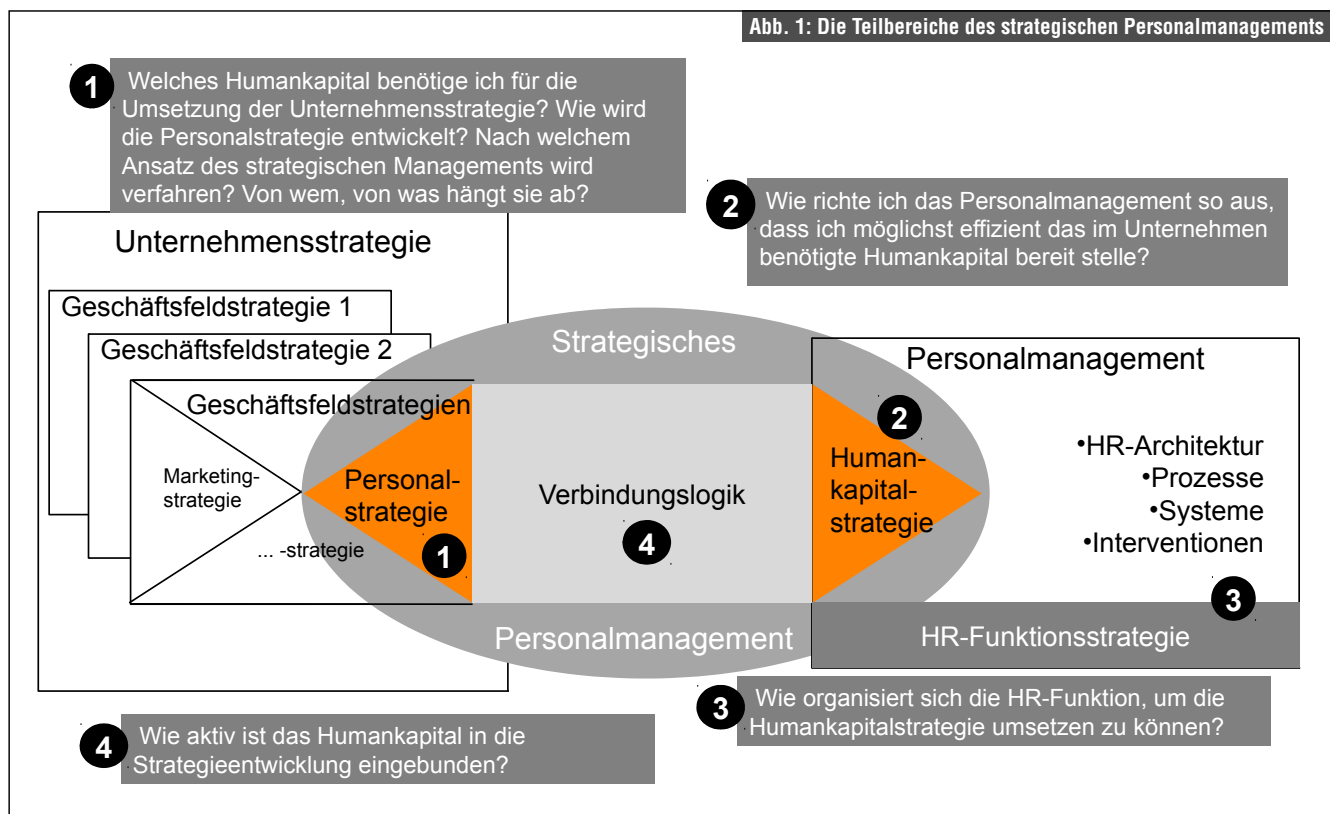 Abb. 1: Die Teilbereiche des strategischen Personalmanagements
1
Welches Humankapital benötige ich für die
Umsetzung der Unternehmensstrategie? Wie wird
die Personalstrategie entwickelt? Nach welchem
Ansatz des strategischen Managements wird
verfahren? Von wem, von was hängt sie ab?
2
Wie richte ich das Personalmanagement so aus,
dass ich möglichst effizient das im Unternehmen
benötigte Humankapital bereit stelle?
Unternehmensstrategie
Geschäftsfeldstrategie 1
Geschäftsfeldstrategie 2
Geschäftsfeldstrategien
Marketing-
strategie
... -strategie
Personal-
strategie
1
Strategisches
Verbindungslogik
4
Personalmanagement
2
Human-
kapital-
strategie
Personalmanagement
•HR-Architektur
•Prozesse
•Systeme
•Interventionen
3
HR-Funktionsstrategie
3
Wie organisiert sich die HR-Funktion, um die
Humankapitalstrategie umsetzen zu können?
4
Wie aktiv ist das Humankapital in die
Strategieentwicklung eingebunden?